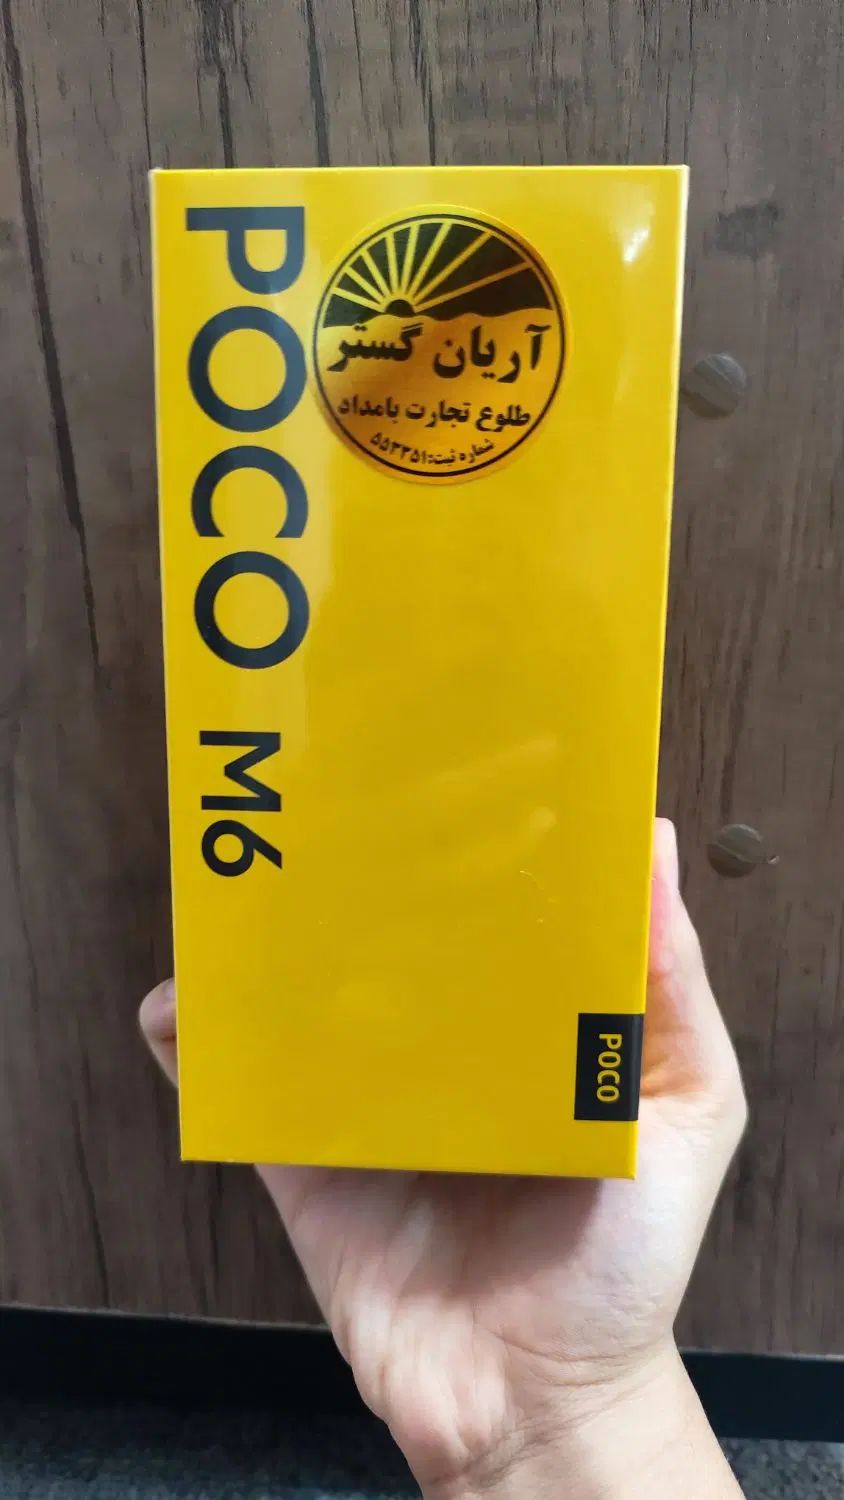 POCO M6
آریان گستر
طلوع تجارت بامداد
شماره ثبت: ۵۵۳۳۵۱
POCO